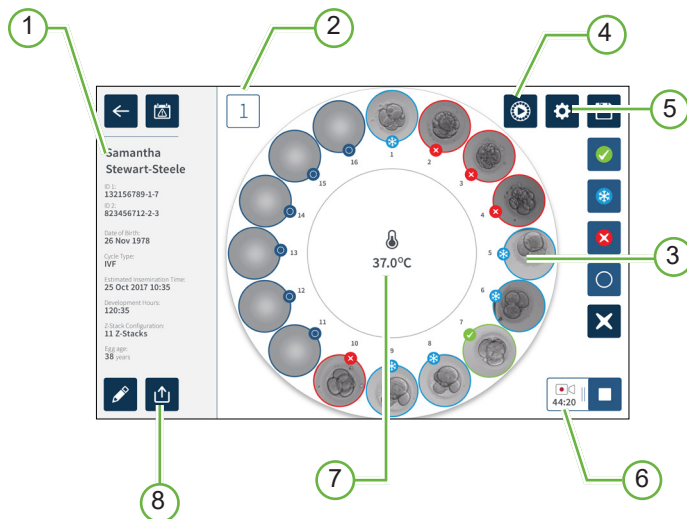 1
2
4
5
1
Samantha
Stewart-Steele
ID 1:
132156789-1-7
ID 2:
823456712-2-3
Date of Birth:
26 Nov 1978
Cycle Type:
IVF
Estimated Insemination Time:
25 Oct 2017 10:35
Development Hours:
120:35
Z-Stack Configuration:
11 Z-Stacks
Egg age:
38 years
1
2
3
4
5
6
7
8
9
10
11
12
13
14
15
16
37.0°C
3
44:20
8
7
6